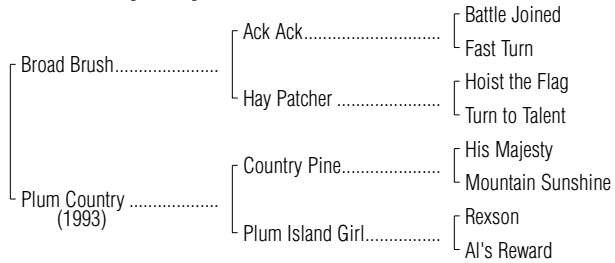 Battle Joined
Ack Ack........................................
Fast Turn
Broad Brush.....................
Hoist the Flag
Hay Patcher ..............................
Turn to Talent
His Majesty
Country Pine............................
Mountain Sunshine
Plum Country ..................
(1993)
Rexson
Plum Island Girl......................
Al's Reward